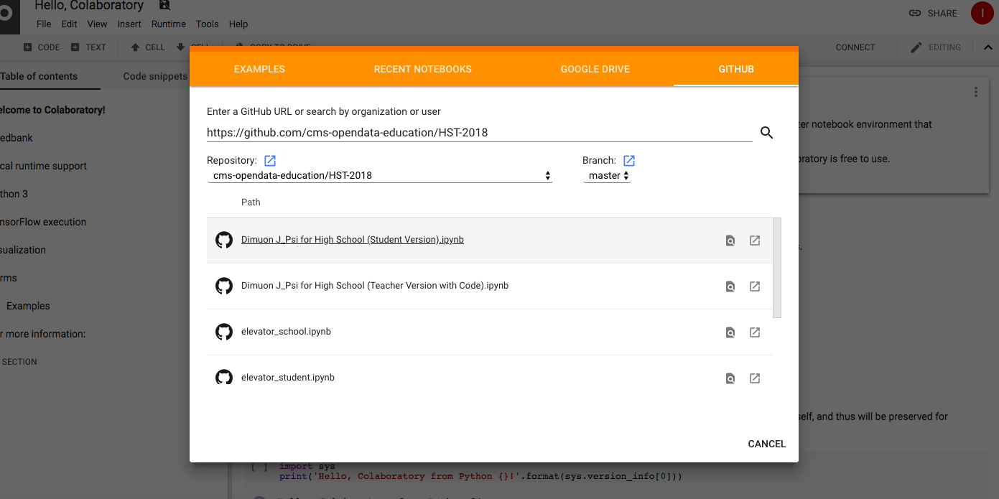 Hello, Colaboratory
SHARE
I
File Edit View Insert Runtime Tools Help
CODE TEXT CELL CELL COPY TO DRIVE
CONNECT EDITING
Table of contents Code snippets
EXAMPLES RECENT NOTEBOOKS GOOGLE DRIVE GITHUB
elcome to Colaboratory!
edbank
cal runtime support
thon 3
nsorFlow execution
sualization
rms
Examples
r more information:
SECTION
Enter a GitHub URL or search by organization or user
https://github.com/cms-opendata-education/HST-2018
Repository: Branch:
cms-opendata-education/HST-2018 master
Path
Dimuon J_Psi for High School (Student Version).ipynb
Dimuon J_Psi for High School (Teacher Version with Code).ipynb
elevator_school.ipynb
elevator_student.ipynb
CANCEL
ter notebook environment that
oratory is free to use.
s.
self, and thus will be preserved for
[ ] import sys
print('Hello, Colaboratory from Python {}!'.format(sys.version_info[0]))